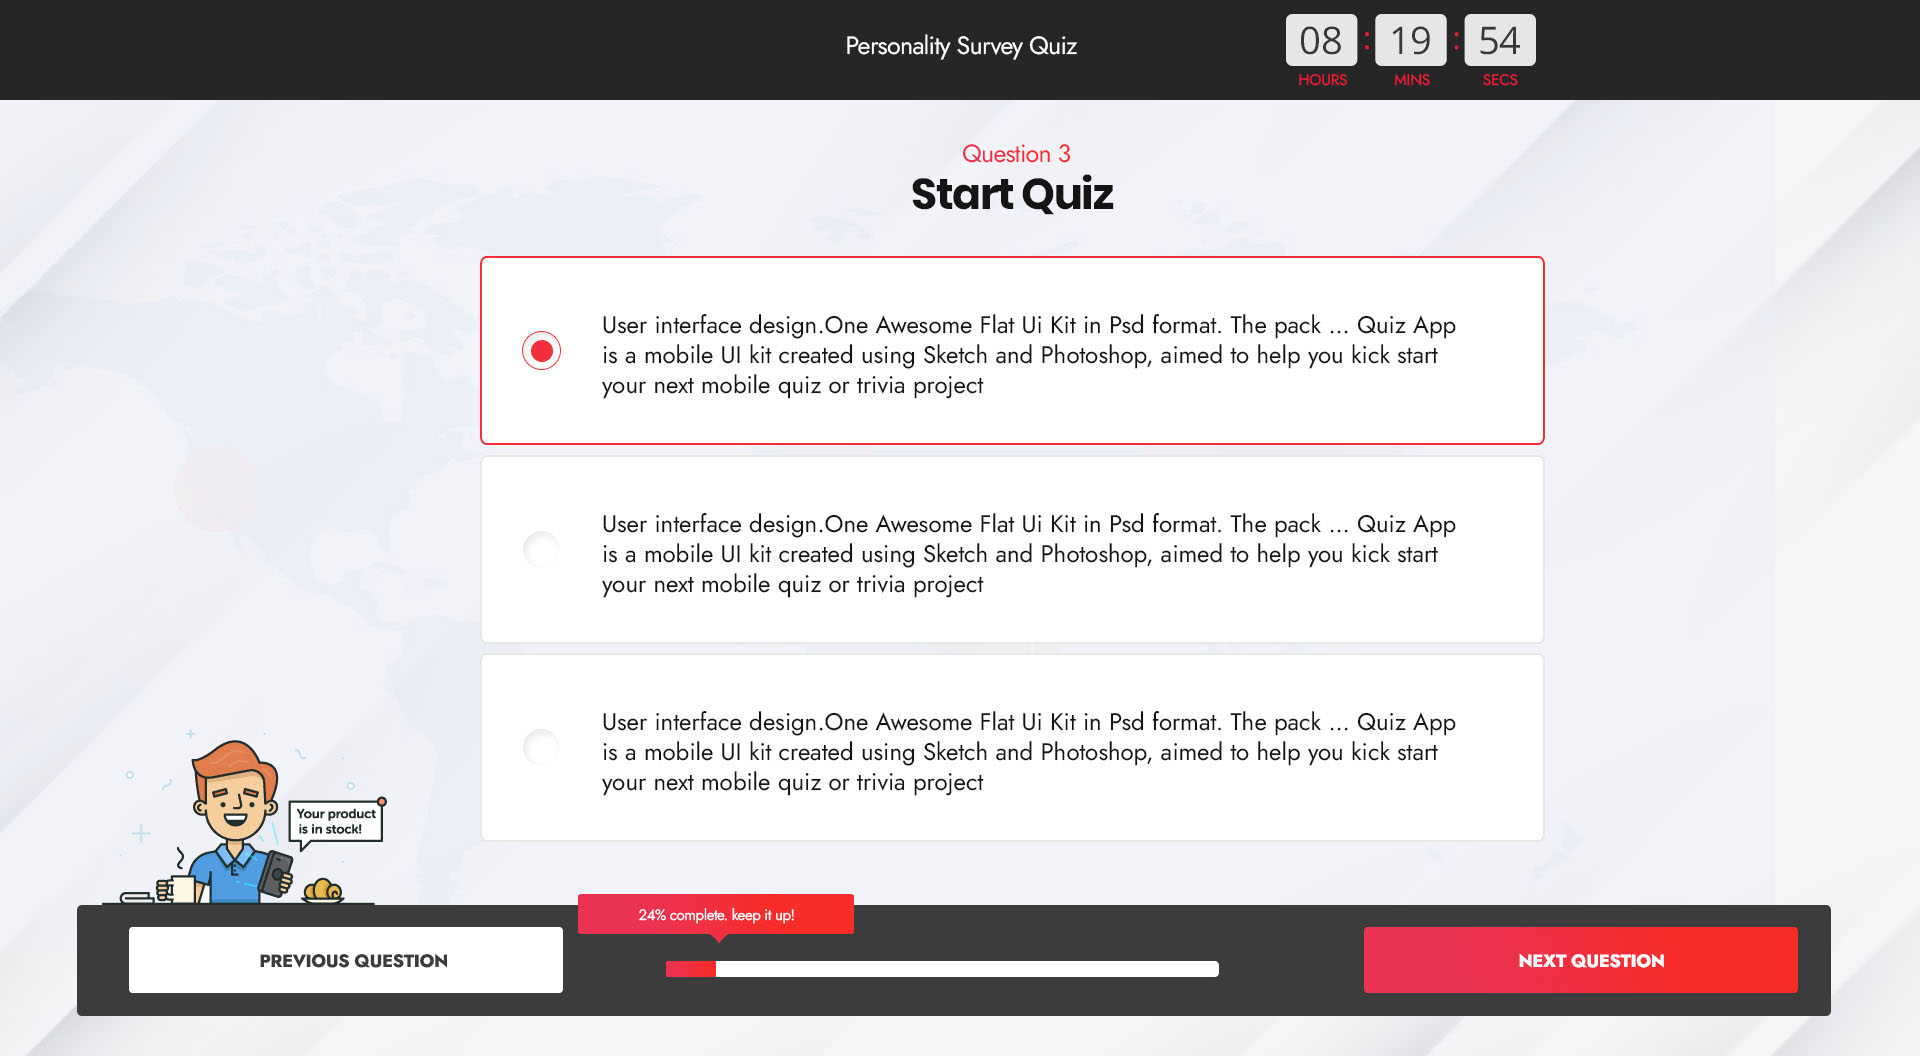 Personality Survey Quiz
08 : 19 : 54
HOURS MINS SECS
Question 3
Start Quiz
User interface design.One Awesome Flat Ui Kit in Psd format. The pack ... Quiz App
is a mobile UI kit created using Sketch and Photoshop, aimed to help you kick start
your next mobile quiz or trivia project
User interface design.One Awesome Flat Ui Kit in Psd format. The pack ... Quiz App
is a mobile UI kit created using Sketch and Photoshop, aimed to help you kick start
your next mobile quiz or trivia project
User interface design.One Awesome Flat Ui Kit in Psd format. The pack ... Quiz App
is a mobile UI kit created using Sketch and Photoshop, aimed to help you kick start
your next mobile quiz or trivia project
Your product
is in stock!
24% complete. keep it up!
PREVIOUS QUESTION
NEXT QUESTION